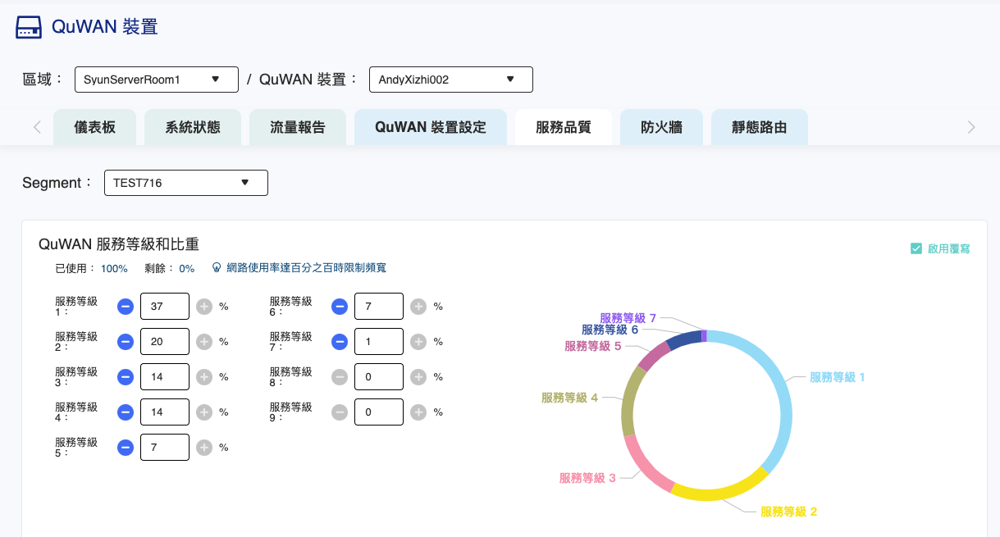 QuWAN 裝置
區域： SyunServerRoom1 / QuWAN 裝置： AndyXizhi002
儀表板 系統狀態 流量報告 QuWAN 裝置設定 服務品質 防火牆 靜態路由
Segment： TEST716
QuWAN 服務等級和比重
啟用覆寫
已使用： 100% 剩餘： 0% 網路使用率達百分之百時限制頻寬
服務等級 1： 37 %
服務等級 2： 20 %
服務等級 3： 14 %
服務等級 4： 14 %
服務等級 5： 7 %
服務等級 6： 7 %
服務等級 7： 1 %
服務等級 8： 0 %
服務等級 9： 0 %
服務等級 7
服務等級 6
服務等級 5
服務等級 1
服務等級 4
服務等級 3
服務等級 2